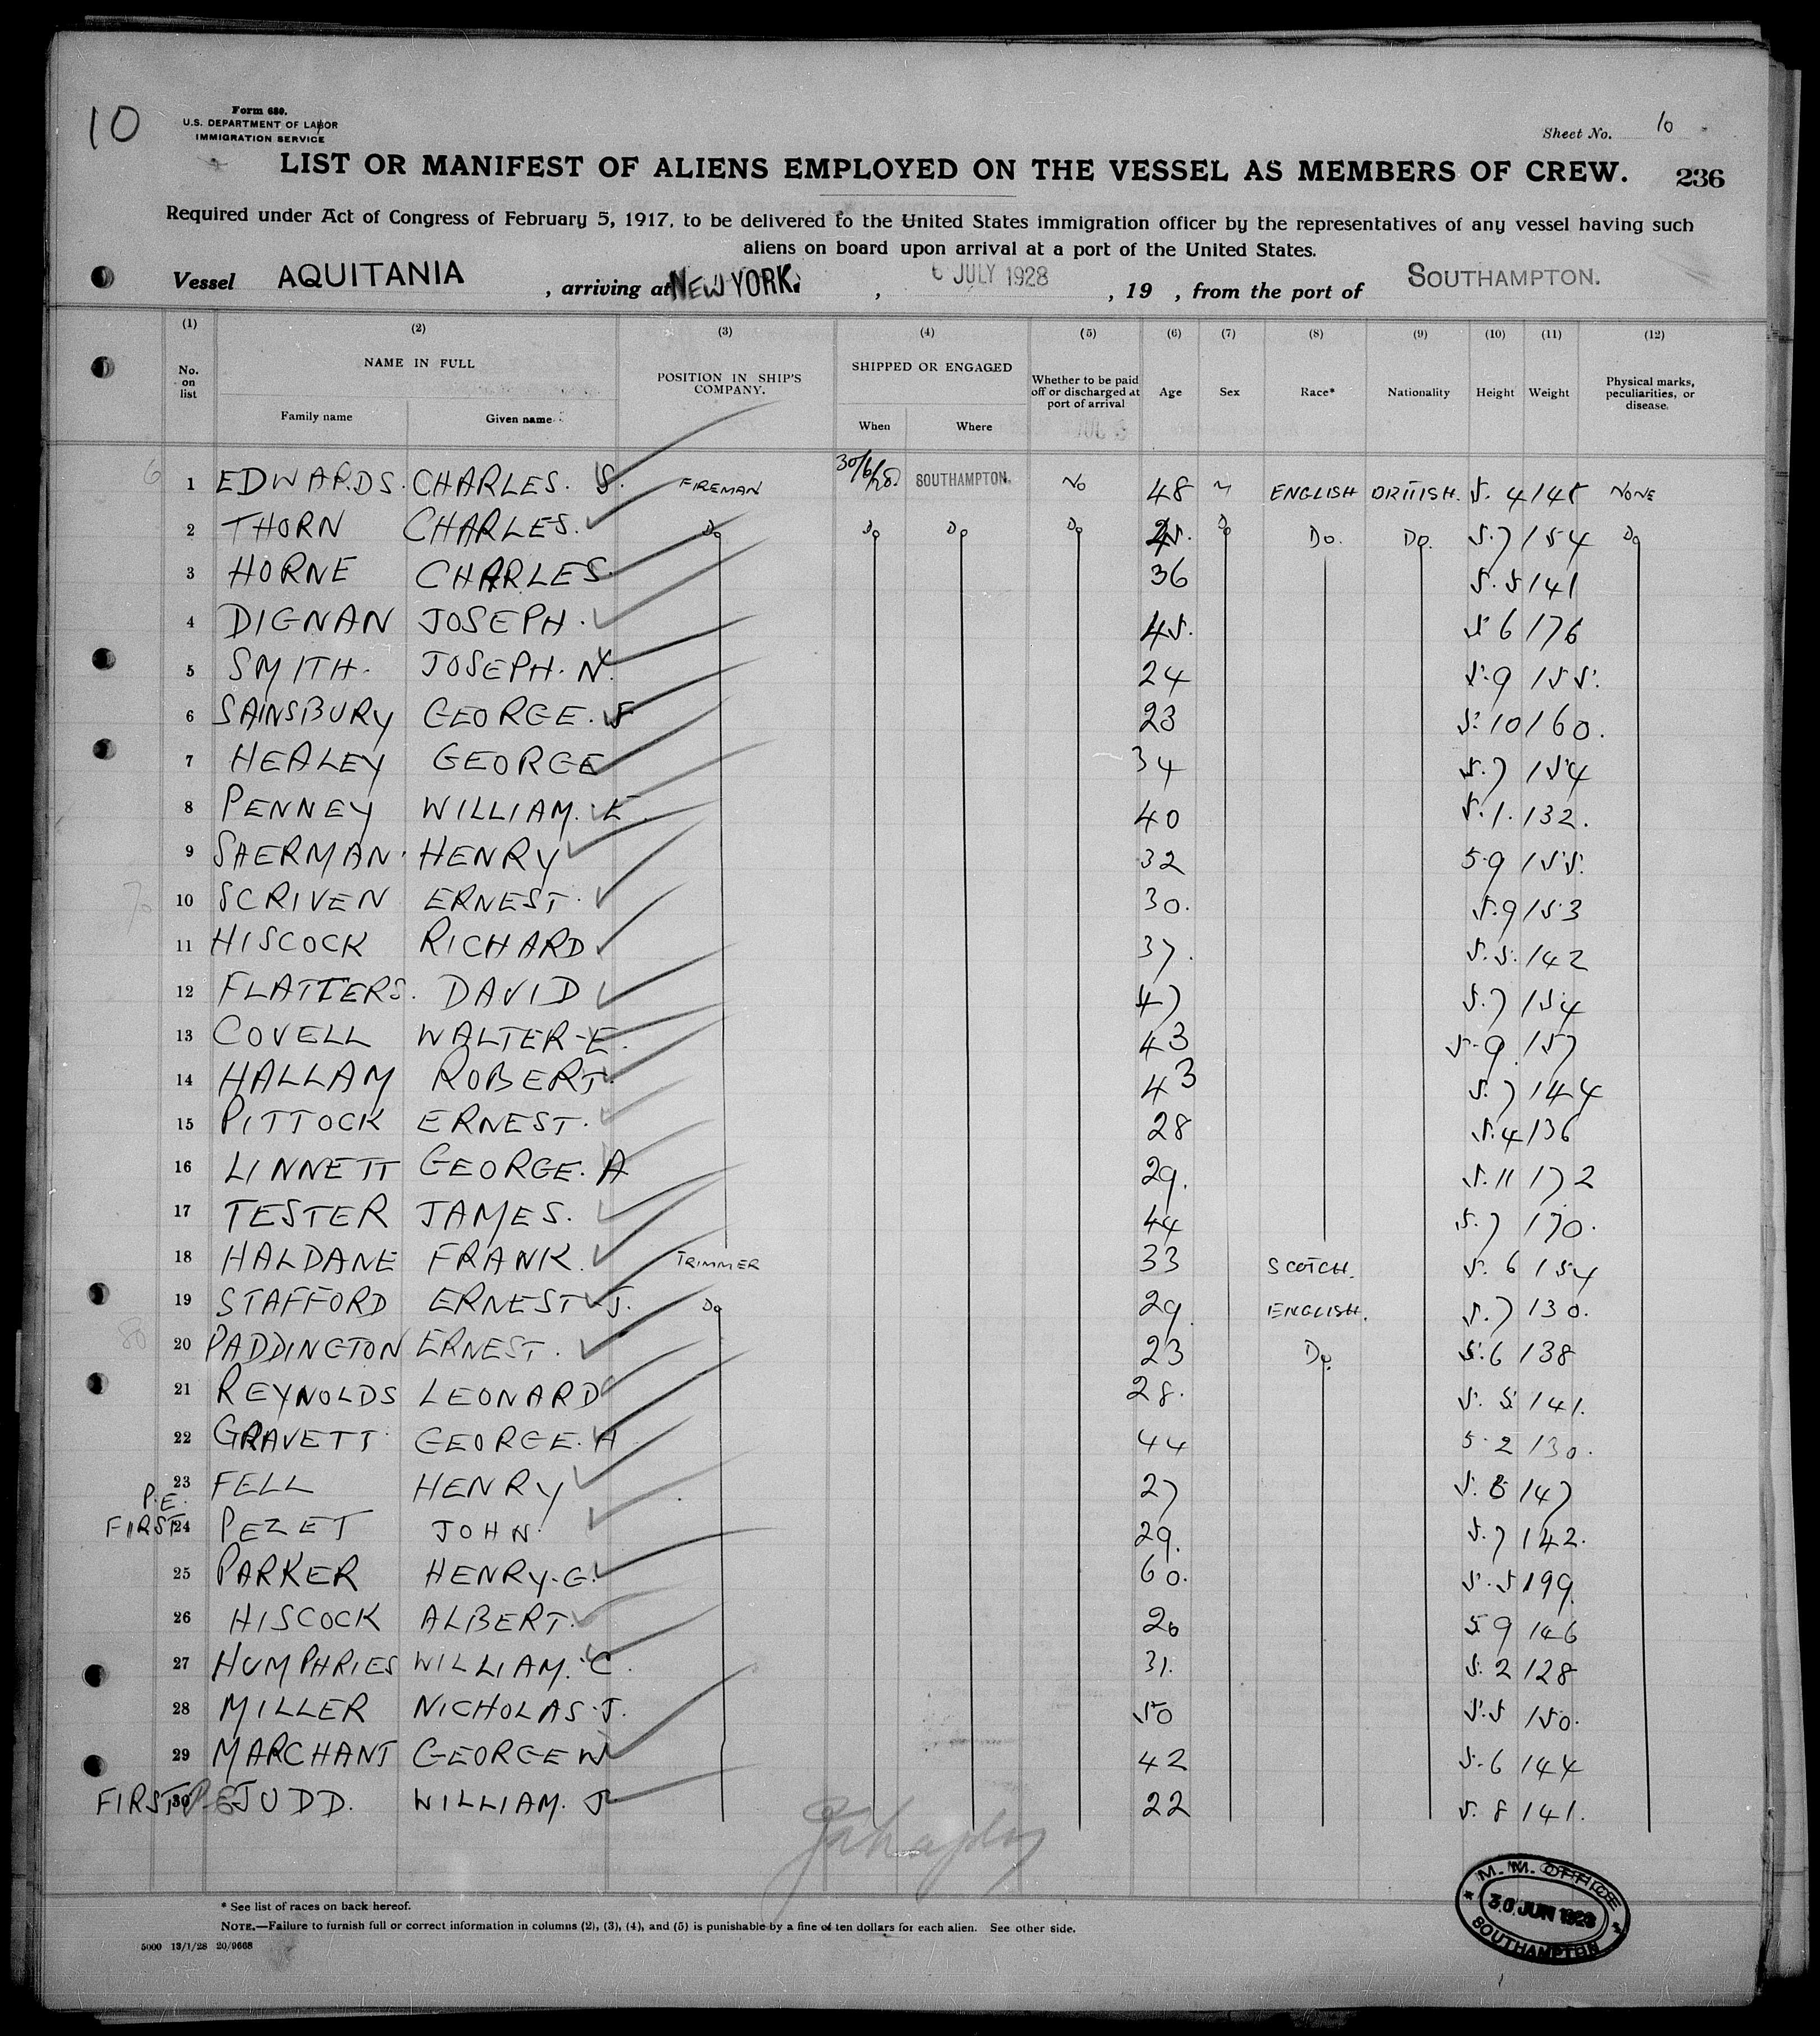 10
Form 680.
U.S. DEPARTMENT OF LABOR
IMMIGRATION SERVICE
Sheet No. 10
LIST OR MANIFEST OF ALIENS EMPLOYED ON THE VESSEL AS MEMBERS OF CREW. 236
Required under Act of Congress of February 5, 1917, to be delivered to the United States immigration officer by the representatives of any vessel having such
aliens on board upon arrival at a port of the United States.
Vessel AQUITANIA, arriving at NEW YORK, 6 JULY 1928, 19 , from the port of SOUTHAMPTON.
(1) (2) (3) (4) (5) (6) (7) (8) (9) (10) (11) (12)
No. on list NAME IN FULL POSITION IN SHIP'S COMPANY. SHIPPED OR ENGAGED Whether to be paid off or discharged at port of arrival Age Sex Race* Nationality Height Weight Physical marks, peculiarities, or disease.
Family name Given name When Where
1 EDWARDS. CHARLES. S. FIREMAN 30/6/28. SOUTHAMPTON. NO 48 M ENGLISH BRITISH. 5. 4 145 NONE
2 THORN CHARLES. Do Do Do Do Do Do. Do. 5.7 154 Do
3 HORNE CHARLES 36 5.5 141
4 DIGNAN JOSEPH. 45. 5 6 176
5 SMITH. JOSEPH. N. 24 5.9 155.
6 SAINSBURY GEORGE. F 23 5.10 160.
7 HEALEY GEORGE 34 5.7 154
8 PENNEY WILLIAM. E. 40 5.1. 132.
9 SAERMAN. HENRY 32 5.9 155.
10 SCRIVEN ERNEST. 30. 5.9 153
11 HISCOCK RICHARD 37. 5.5. 142
12 FLATTERS. DAVID 47 5.7 154
13 COVELL WALTER-E. 43 5.9 157
14 HALLAM ROBERT. 43 5.7 144
15 PITTOCK ERNEST. 28 5.4 136
16 LINNETT GEORGE. A 29. 5.11 172
17 TESTER JAMES. 44 5.7 170.
18 HALDANE FRANK. TRIMMER 33 SCOTCH. 5. 6 154
19 STAFFORD ERNEST J. Do 29. ENGLISH. 5.7 130.
80
20 PADDINGTON ERNEST. 23 Do. 5.6 138
21 REYNOLDS LEONARD 28. 5. 5 141.
22 GRAVETT GEORGE. H 44 5.2 130.
23 FELL HENRY 27 5. 147
P.E.
FIRST 24 PEZET JOHN 29. 5.7 142.
25 PARKER HENRY.G. 60. 5.5 199
26 HISCOCK ALBERT. 26 5.9 146
27 HUMPHRIES WILLIAM. C. 31. 5.2 128
28 MILLER NICHOLAS. J. 50 5.5 150.
29 MARCHANT GEORGE W 42 5.6 144
FIRST P.E 30 JUDD. WILLIAM. J 22 5. 8 141.
* See list of races on back hereof.
NOTE.—Failure to furnish full or correct information in columns (2), (3), (4), and (5) is punishable by a fine of ten dollars for each alien. See other side.
5000 13/1/28 20/9668
M. M. OFFICE
30 JUN 1928
SOUTHAMPTON